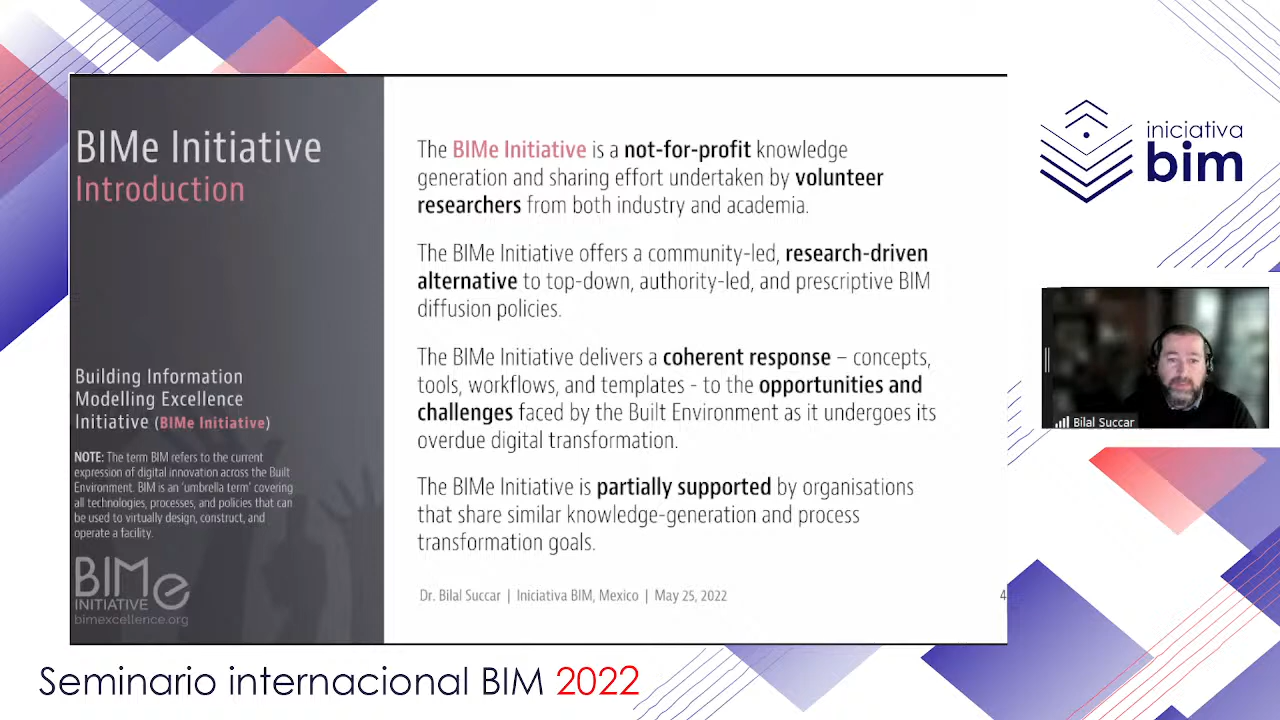 BIMe Initiative
Introduction
Building Information
Modelling Excellence
Initiative (BIMe Initiative)
NOTE: The term BIM refers to the current
expression of digital innovation across the Built
Environment. BIM is an ‘umbrella term’ covering
all technologies, processes, and policies that can
be used to virtually design, construct, and
operate a facility.
BIMe
INITIATIVE
bimexcellence.org
The BIMe Initiative is a not-for-profit knowledge
generation and sharing effort undertaken by volunteer
researchers from both industry and academia.
The BIMe Initiative offers a community-led, research-driven
alternative to top-down, authority-led, and prescriptive BIM
diffusion policies.
The BIMe Initiative delivers a coherent response – concepts,
tools, workflows, and templates - to the opportunities and
challenges faced by the Built Environment as it undergoes its
overdue digital transformation.
The BIMe Initiative is partially supported by organisations
that share similar knowledge-generation and process
transformation goals.
Dr. Bilal Succar | Iniciativa BIM, Mexico | May 25, 2022
4
iniciativa
bim
Bilal Succar
Seminario internacional BIM 2022